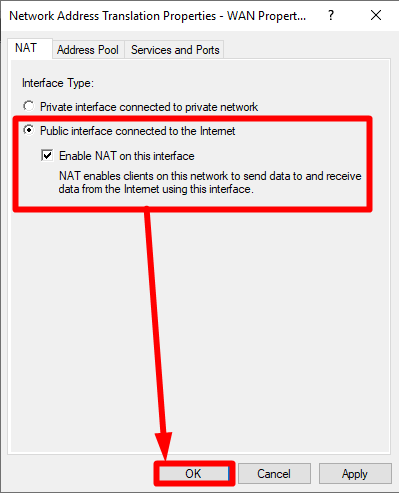 Network Address Translation Properties - WAN Propert...
NAT Address Pool Services and Ports
Interface Type:
Private interface connected to private network
Public interface connected to the Internet
Enable NAT on this interface
NAT enables clients on this network to send data to and receive
data from the Internet using this interface.
OK Cancel Apply